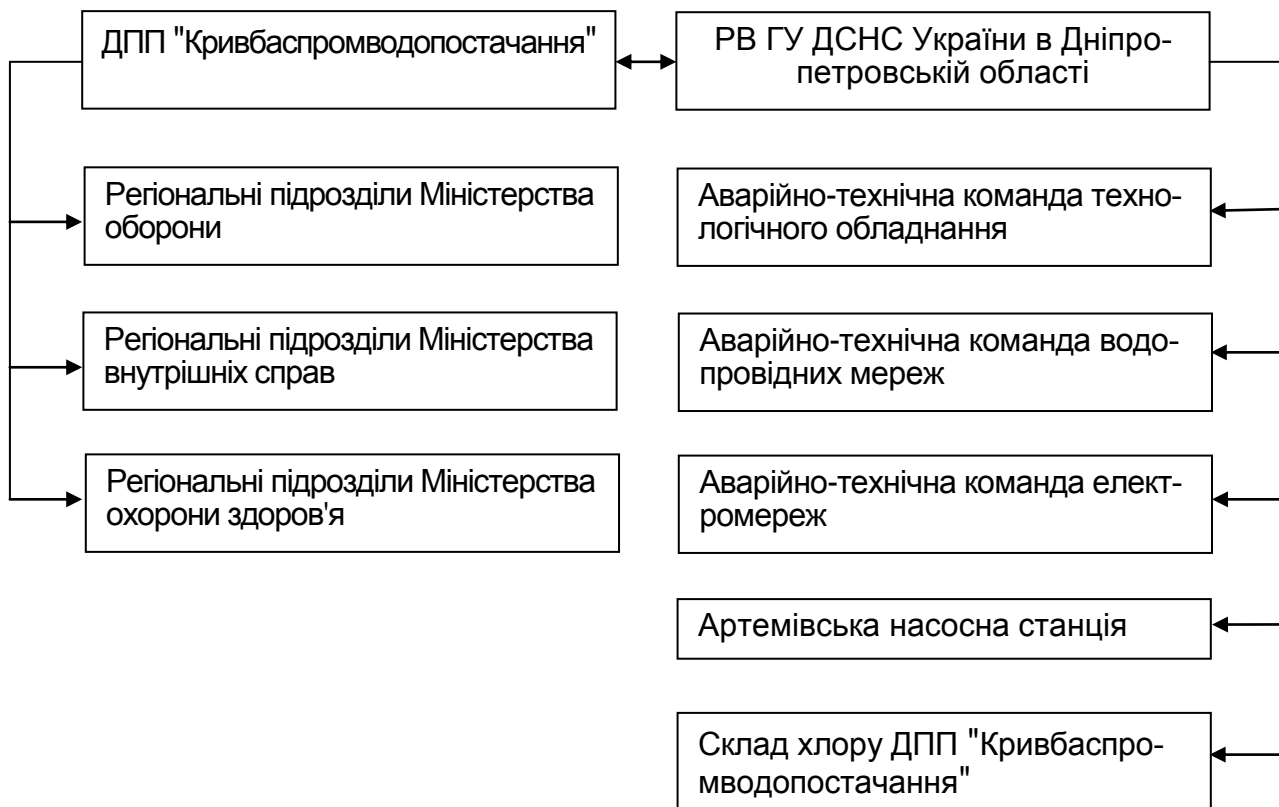 ДПП "Кривбаспромводопостачання"
РВ ГУ ДСНС України в Дніпро-
петровській області
Регіональні підрозділи Міністерства
оборони
Аварійно-технічна команда техно-
логічного обладнання
Регіональні підрозділи Міністерства
внутрішніх справ
Аварійно-технічна команда водо-
провідних мереж
Регіональні підрозділи Міністерства
охорони здоров'я
Аварійно-технічна команда елект-
ромереж
Артемівська насосна станція
Склад хлору ДПП "Кривбаспро-
мводопостачання"